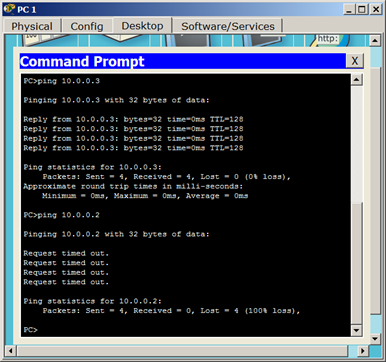 PC 1
Physical Config Desktop Software/Services
http:
Command Prompt X
PC>ping 10.0.0.3
Pinging 10.0.0.3 with 32 bytes of data:
Reply from 10.0.0.3: bytes=32 time=0ms TTL=128
Reply from 10.0.0.3: bytes=32 time=0ms TTL=128
Reply from 10.0.0.3: bytes=32 time=0ms TTL=128
Reply from 10.0.0.3: bytes=32 time=0ms TTL=128
Ping statistics for 10.0.0.3:
Packets: Sent = 4, Received = 4, Lost = 0 (0% loss),
Approximate round trip times in milli-seconds:
Minimum = 0ms, Maximum = 0ms, Average = 0ms
PC>ping 10.0.0.2
Pinging 10.0.0.2 with 32 bytes of data:
Request timed out.
Request timed out.
Request timed out.
Request timed out.
Ping statistics for 10.0.0.2:
Packets: Sent = 4, Received = 0, Lost = 4 (100% loss),
PC>